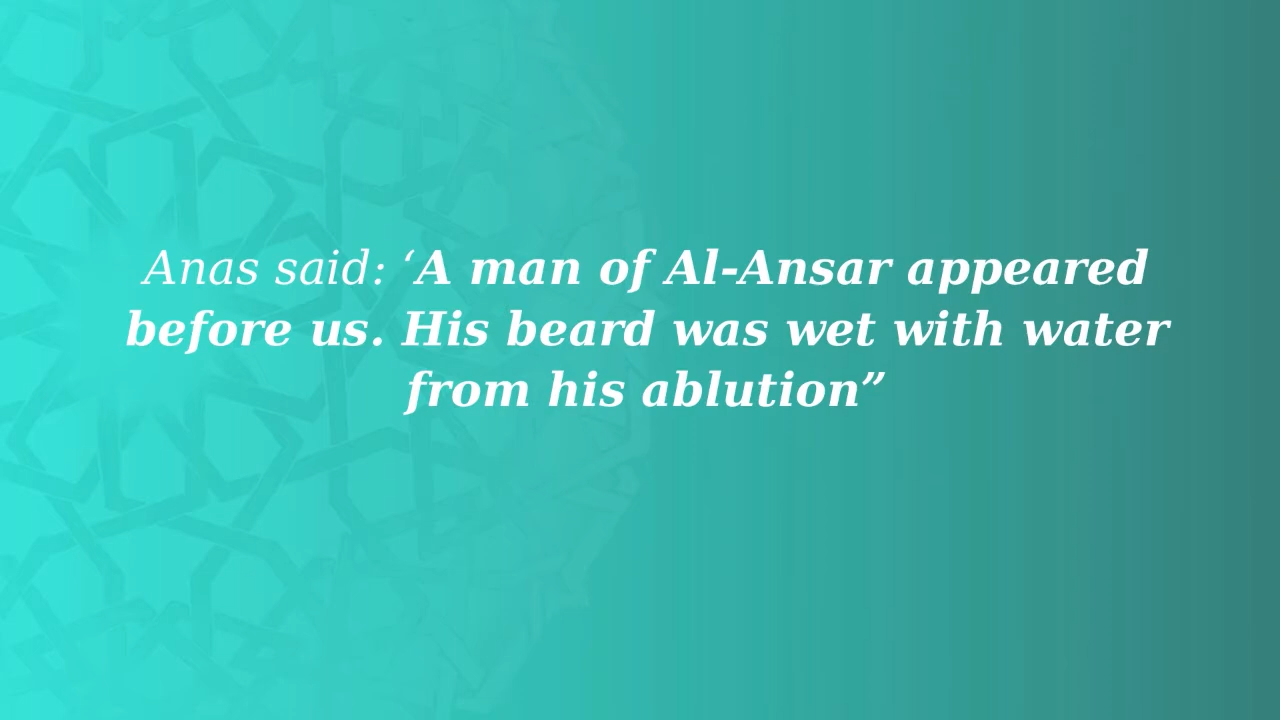 Anas said: ‘A man of Al-Ansar appeared
before us. His beard was wet with water
from his ablution”